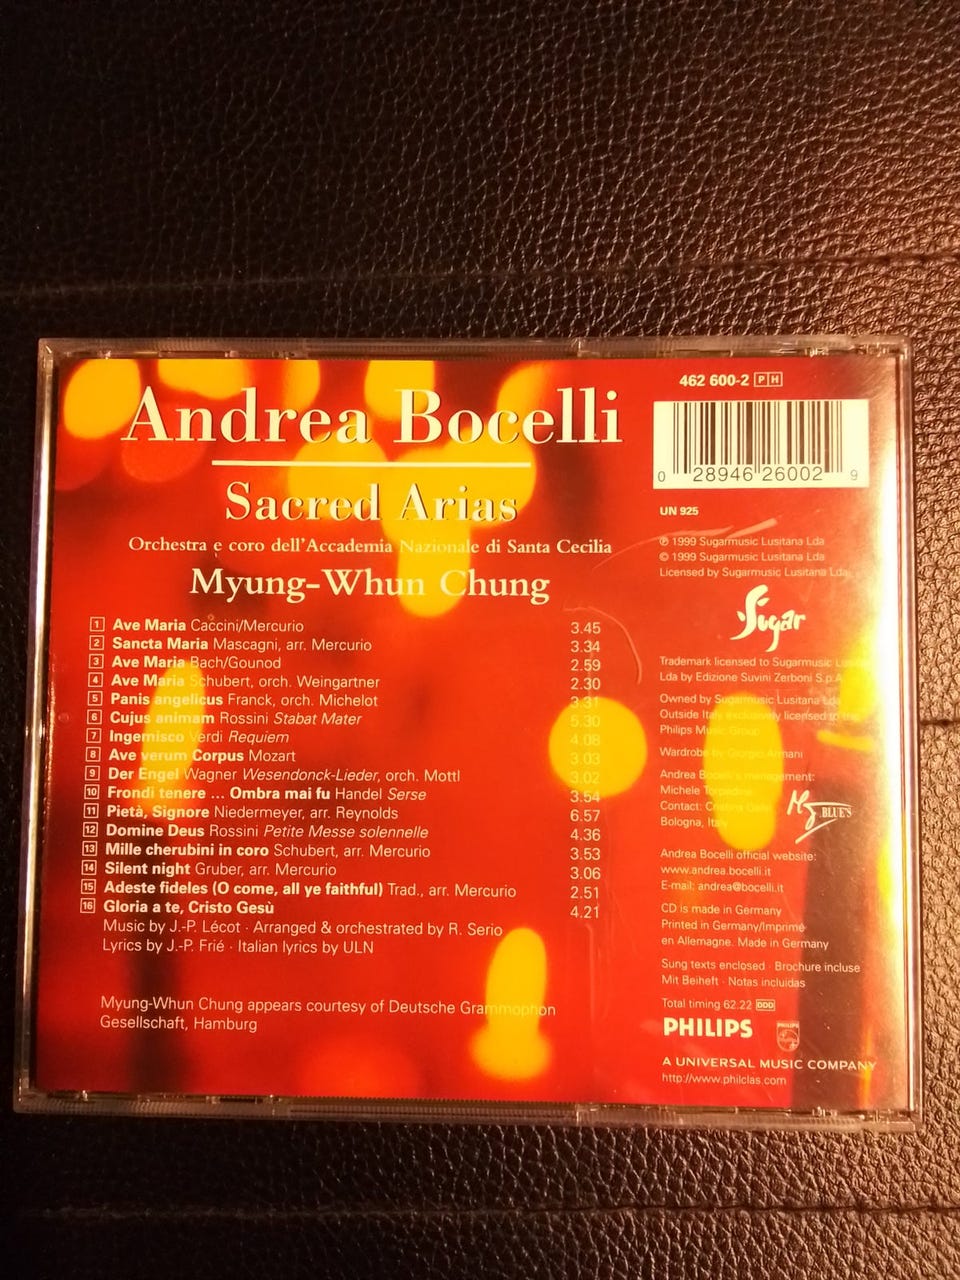 Andrea Bocelli
Sacred Arias
Orchestra e coro dell'Accademia Nazionale di Santa Cecilia
Myung-Whun Chung
1 Ave Maria Caccini/Mercurio 3.45
2 Sancta Maria Mascagni, arr. Mercurio 3.34
3 Ave Maria Bach/Gounod 2.59
4 Ave Maria Schubert, orch. Weingartner 2.30
5 Panis angelicus Franck, orch. Michelot 3.31
6 Cujus animam Rossini Stabat Mater 5.30
7 Ingemisco Verdi Requiem 4.08
8 Ave verum Corpus Mozart 3.03
9 Der Engel Wagner Wesendonck-Lieder, orch. Mottl 3.02
10 Frondi tenere ... Ombra mai fu Handel Serse 3.54
11 Pietà, Signore Niedermeyer, arr. Reynolds 6.57
12 Domine Deus Rossini Petite Messe solennelle 4.36
13 Mille cherubini in coro Schubert, arr. Mercurio 3.53
14 Silent night Gruber, arr. Mercurio 3.06
15 Adeste fideles (O come, all ye faithful) Trad., arr. Mercurio 2.51
16 Gloria a te, Cristo Gesù 4.21
Music by J.-P. Lécot · Arranged & orchestrated by R. Serio
Lyrics by J.-P. Frié · Italian lyrics by ULN
Myung-Whun Chung appears courtesy of Deutsche Grammophon
Gesellschaft, Hamburg
462 600-2 PH
0 28946 26002 9
UN 925
℗ 1999 Sugarmusic Lusitana Lda
© 1999 Sugarmusic Lusitana Lda
Licensed by Sugarmusic Lusitana Lda
Sugar
Trademark licensed to Sugarmusic
Lda by Edizione Suvini Zerboni S.p.A
Owned by Sugarmusic Lusitana Lda
Outside Italy exclusively licensed to the
Philips Music Group
Wardrobe by Giorgio Armani
Andrea Bocelli's management:
Michele Torpedine
Contact: Cristina
Bologna, Italy
BLUE'S
Andrea Bocelli official website:
www.andrea.bocelli.it
E-mail: andrea@bocelli.it
CD is made in Germany
Printed in Germany/Imprimé
en Allemagne. Made in Germany
Sung texts enclosed · Brochure incluse
Mit Beiheft · Notas incluidas
Total timing 62.22 DDD
PHILIPS
PHILIPS
A UNIVERSAL MUSIC COMPANY
http://www.philclas.com